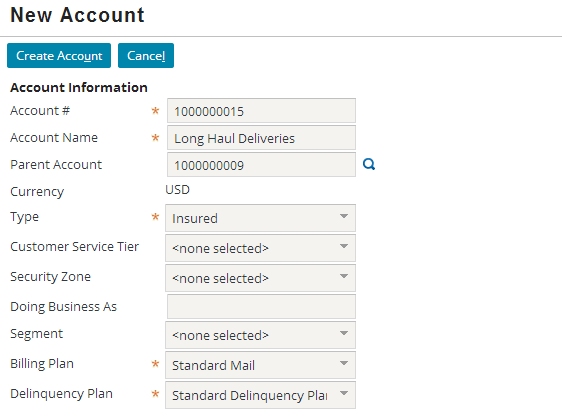 New Account
Create Account Cancel
Account Information
Account # * 1000000015
Account Name * Long Haul Deliveries
Parent Account 1000000009
Currency USD
Type * Insured
Customer Service Tier <none selected>
Security Zone <none selected>
Doing Business As
Segment <none selected>
Billing Plan * Standard Mail
Delinquency Plan * Standard Delinquency Pla